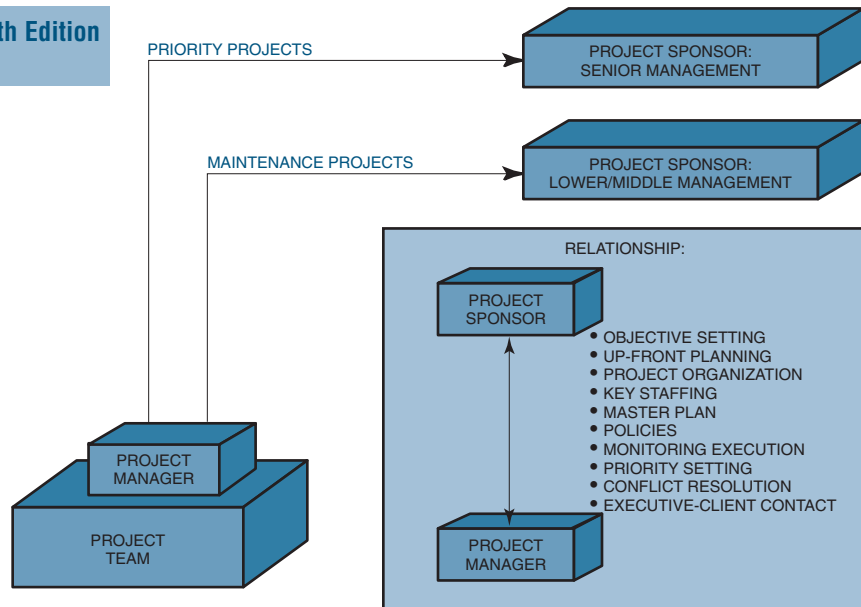 th Edition
PRIORITY PROJECTS
PROJECT SPONSOR:
SENIOR MANAGEMENT
MAINTENANCE PROJECTS
PROJECT SPONSOR:
LOWER/MIDDLE MANAGEMENT
RELATIONSHIP:
PROJECT
SPONSOR
• OBJECTIVE SETTING
• UP-FRONT PLANNING
• PROJECT ORGANIZATION
• KEY STAFFING
• MASTER PLAN
• POLICIES
• MONITORING EXECUTION
• PRIORITY SETTING
• CONFLICT RESOLUTION
• EXECUTIVE-CLIENT CONTACT
PROJECT
MANAGER
PROJECT
MANAGER
PROJECT
TEAM